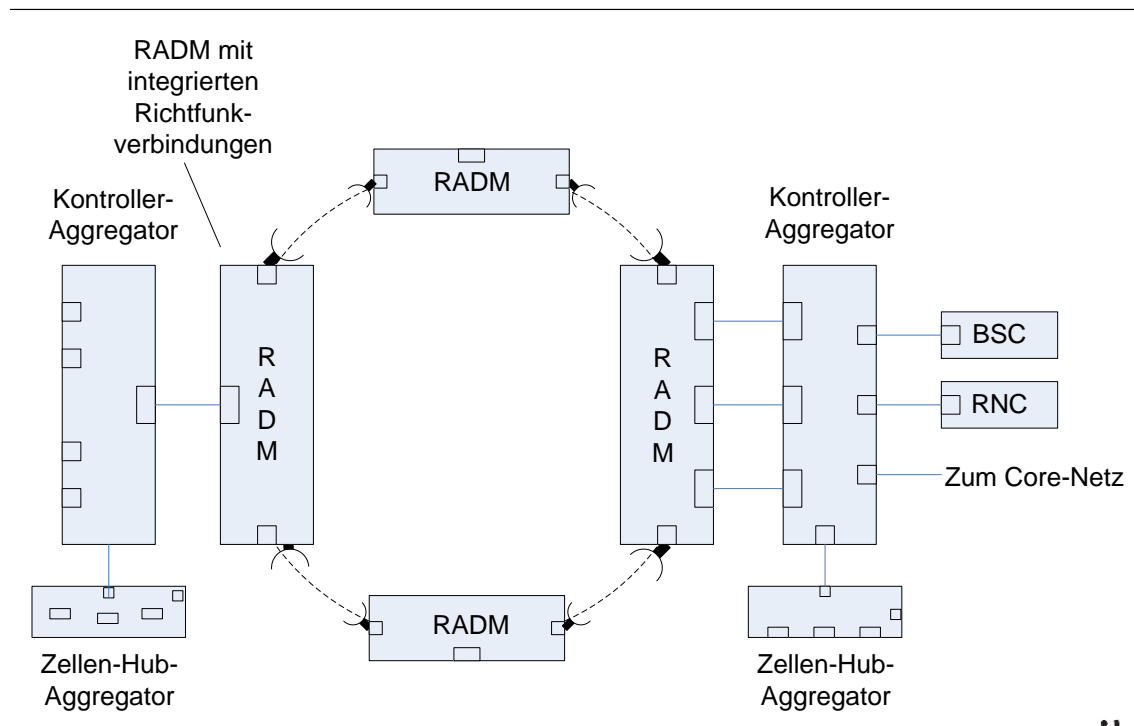 RADM mit
integrierten
Richtfunk-
verbindungen
Kontroller-
Aggregator
RADM
Kontroller-
Aggregator
R
A
D
M
R
A
D
M
BSC
RNC
Zum Core-Netz
RADM
Zellen-Hub-
Aggregator
Zellen-Hub-
Aggregator